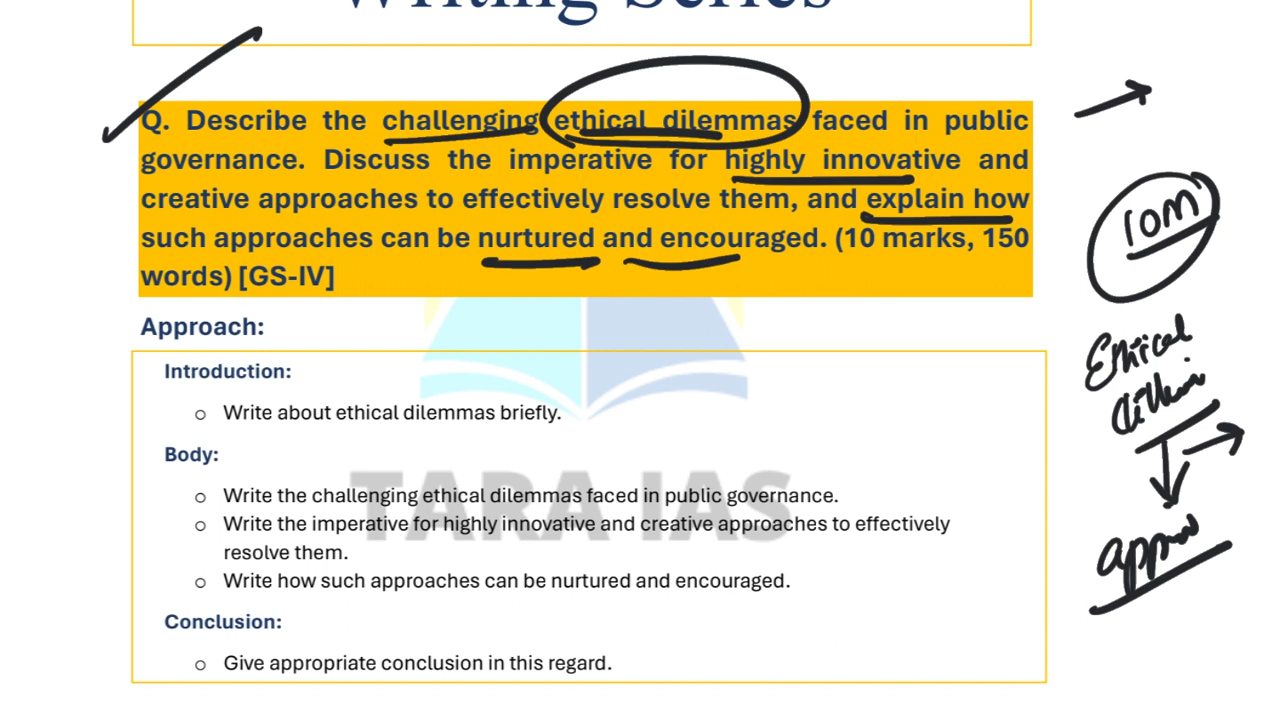 Writing Series
Q. Describe the challenging ethical dilemmas faced in public
governance. Discuss the imperative for highly innovative and
creative approaches to effectively resolve them, and explain how
such approaches can be nurtured and encouraged. (10 marks, 150
words) [GS-IV]
10M
Approach:
Introduction:
o Write about ethical dilemmas briefly.
Ethical
Body:
o Write the challenging ethical dilemmas faced in public governance.
o Write the imperative for highly innovative and creative approaches to effectively
resolve them.
o Write how such approaches can be nurtured and encouraged.
Conclusion:
o Give appropriate conclusion in this regard.
TARA IAS